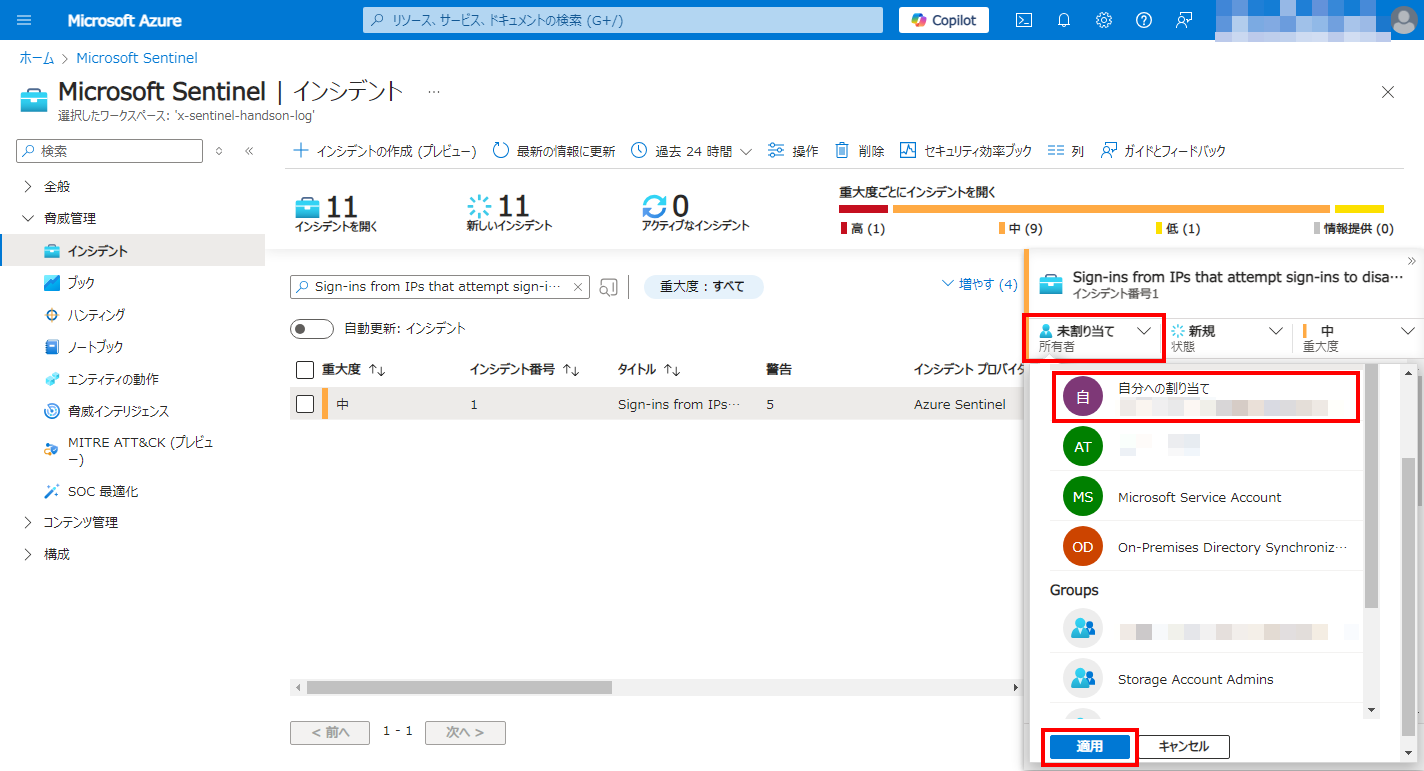 Microsoft Azure
リソース、サービス、ドキュメントの検索 (G+/)
Copilot
ホーム > Microsoft Sentinel
Microsoft Sentinel | インシデント ...
選択したワークスペース: 'x-sentinel-handson-log'
検索
全般
脅威管理
インシデント
ブック
ハンティング
ノートブック
エンティティの動作
脅威インテリジェンス
MITRE ATT&CK (プレビュ
ー)
SOC 最適化
コンテンツ管理
構成
インシデントの作成 (プレビュー)
最新の情報に更新
過去 24 時間
操作
削除
セキュリティ効率ブック
列
ガイドとフィードバック
11
インシデントを開く
11
新しいインシデント
0
アクティブなインシデント
重大度ごとにインシデントを開く
高 (1)
中 (9)
低 (1)
情報提供 (0)
Sign-ins from IPs that attempt sign-i…
重大度 : すべて
増やす (4)
自動更新: インシデント
重大度
インシデント番号
タイトル
警告
インシデント プロバイダ
中
1
Sign-ins from IPs…
5
Azure Sentinel
< 前へ
1 - 1
次へ >
Sign-ins from IPs that attempt sign-ins to disa…
インシデント番号1
未割り当て
所有者
新規
状態
中
重大度
自
自分への割り当て
AT
MS
Microsoft Service Account
OD
On-Premises Directory Synchroniz…
Groups
Storage Account Admins
適用
キャンセル